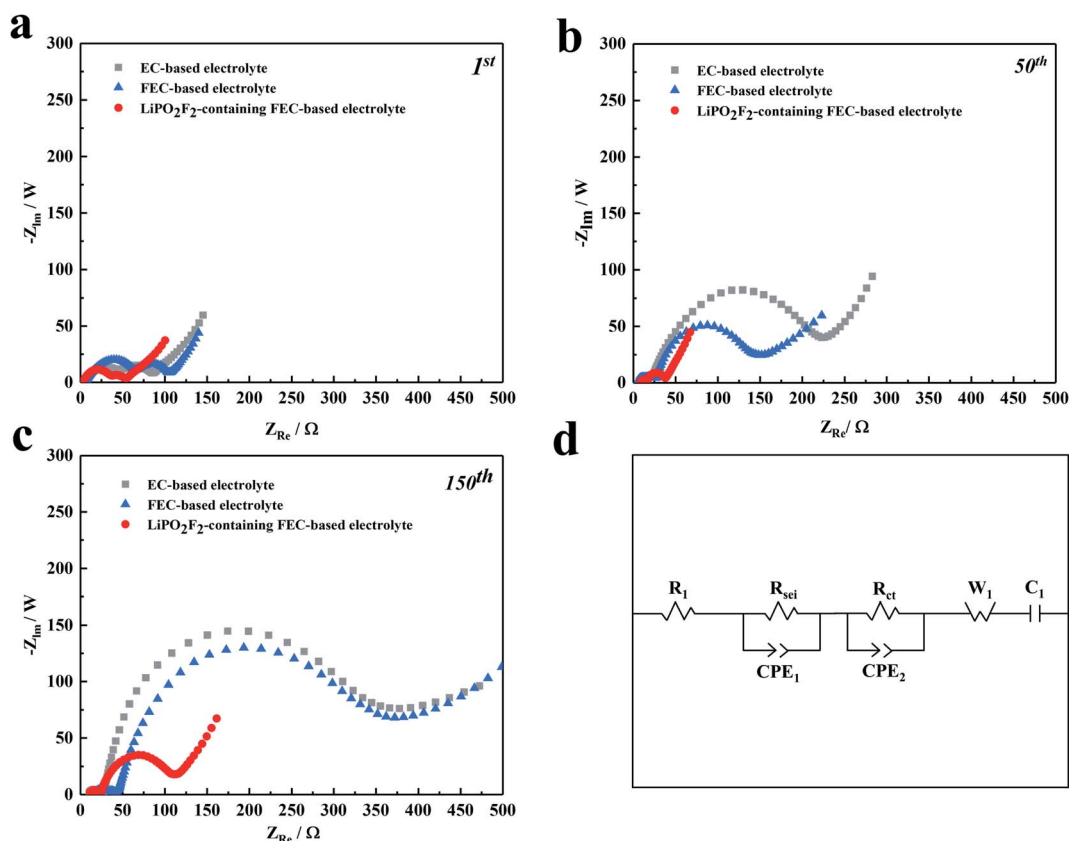 a
300
250
200
150
100
50
0
-Z_Im / W
EC-based electrolyte
FEC-based electrolyte
LiPO₂F₂-containing FEC-based electrolyte
1st
0 50 100 150 200 250 300 350 400 450 500
Z_Re / Ω
b
300
250
200
150
100
50
0
-Z_Im / W
EC-based electrolyte
FEC-based electrolyte
LiPO₂F₂-containing FEC-based electrolyte
50th
0 50 100 150 200 250 300 350 400 450 500
Z_Re / Ω
c
300
250
200
150
100
50
0
-Z_Im / W
EC-based electrolyte
FEC-based electrolyte
LiPO₂F₂-containing FEC-based electrolyte
150th
0 50 100 150 200 250 300 350 400 450 500
Z_Re / Ω
d
R₁ R_sei R_ct W₁ C₁
CPE₁ CPE₂